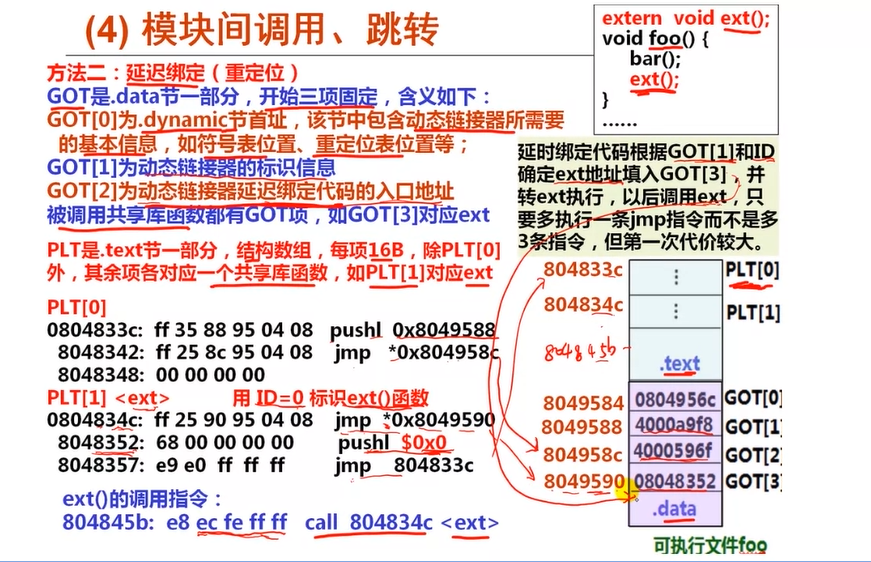 (4) 模块间调用、跳转
extern void ext();
void foo() {
bar();
ext();
}
......
方法二：延迟绑定（重定位）
GOT是.data节一部分，开始三项固定，含义如下：
GOT[0]为.dynamic节首址，该节中包含动态链接器所需要
的基本信息，如符号表位置、重定位表位置等；
GOT[1]为动态链接器的标识信息
GOT[2]为动态链接器延迟绑定代码的入口地址
被调用共享库函数都有GOT项，如GOT[3]对应ext
PLT是.text节一部分，结构数组，每项16B，除PLT[0]
外，其余项各对应一个共享库函数，如PLT[1]对应ext
延时绑定代码根据GOT[1]和ID
确定ext地址填入GOT[3]，并
转ext执行，以后调用ext，只
要多执行一条jmp指令而不是多
3条指令，但第一次代价较大。
PLT[0]
0804833c: ff 35 88 95 04 08 pushl 0x8049588
8048342: ff 25 8c 95 04 08 jmp *0x804958c
8048348: 00 00 00 00
PLT[1] <ext> 用 ID=0 标识ext()函数
0804834c: ff 25 90 95 04 08 jmp *0x8049590
8048352: 68 00 00 00 00 pushl $0x0
8048357: e9 e0 ff ff ff jmp 804833c
ext()的调用指令：
804845b: e8 ec fe ff ff call 804834c <ext>
804833c ⋮ PLT[0]
804834c ⋮ PLT[1]
804845b
.text
8049584 0804956c GOT[0]
8049588 4000a9f8 GOT[1]
804958c 4000596f GOT[2]
8049590 08048352 GOT[3]
.data
可执行文件foo